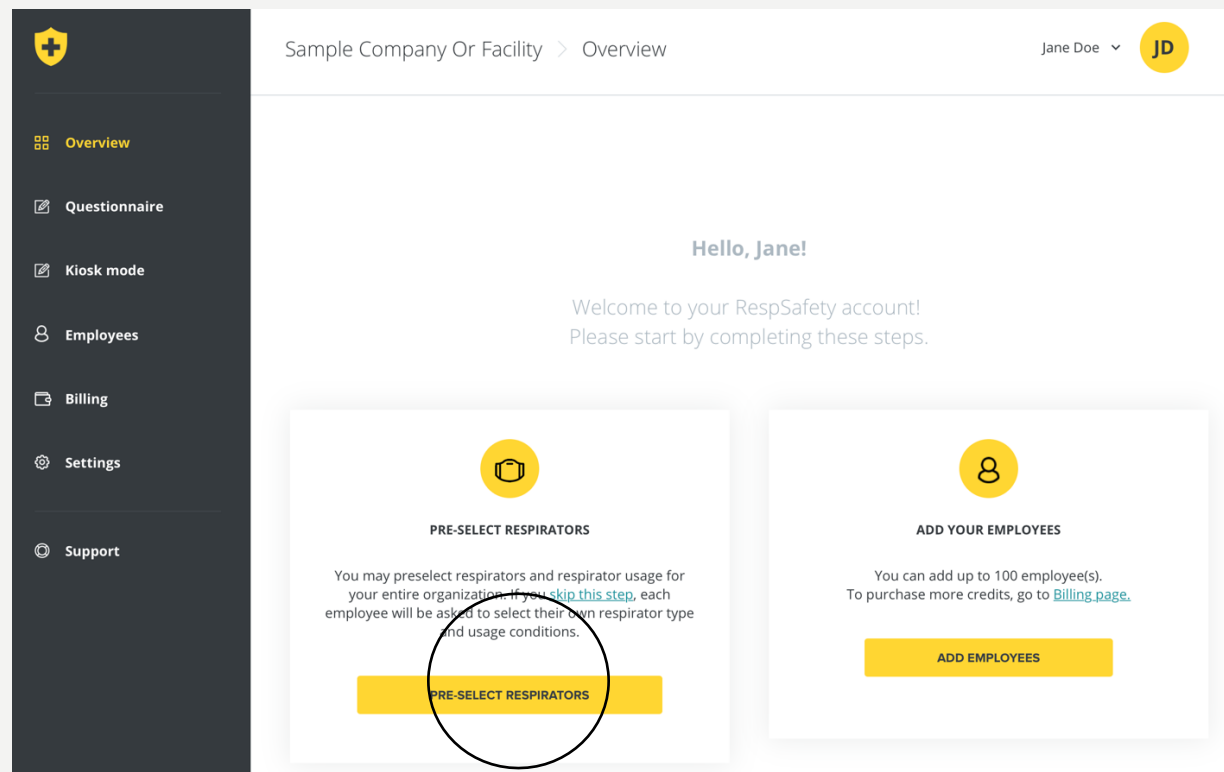 Sample Company Or Facility > Overview
Jane Doe
JD
Overview
Questionnaire
Kiosk mode
Employees
Billing
Settings
Support
Hello, Jane!
Welcome to your RespSafety account!
Please start by completing these steps.
PRE-SELECT RESPIRATORS
You may preselect respirators and respirator usage for
your entire organization. If you skip this step, each
employee will be asked to select their own respirator type
and usage conditions.
PRE-SELECT RESPIRATORS
ADD YOUR EMPLOYEES
You can add up to 100 employee(s).
To purchase more credits, go to Billing page.
ADD EMPLOYEES